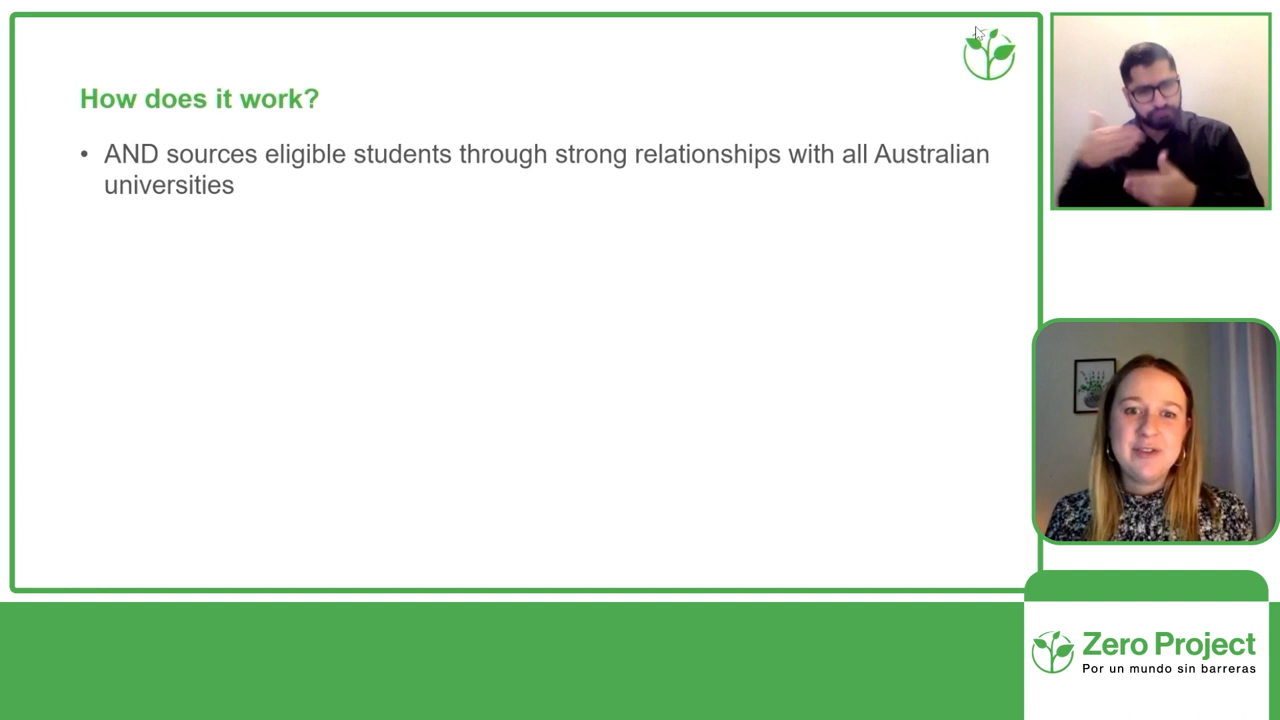 How does it work?
• AND sources eligible students through strong relationships with all Australian
universities
Zero Project
Por un mundo sin barreras